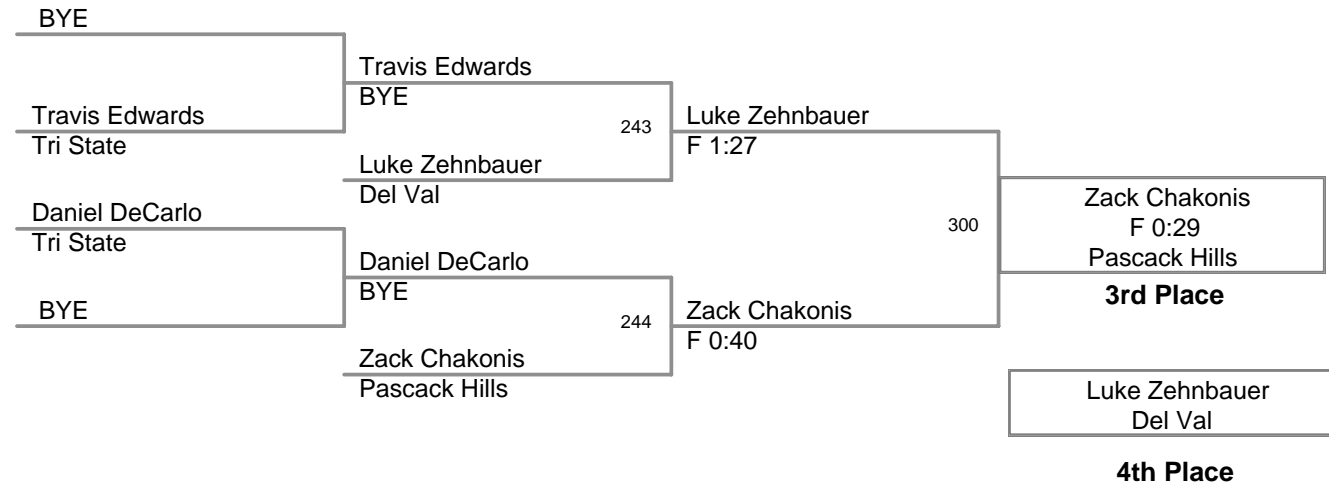 BYE
Travis Edwards
Tri State
Daniel DeCarlo
Tri State
BYE
Travis Edwards
BYE
243
Luke Zehnbauer
Del Val
Daniel DeCarlo
BYE
244
Zack Chakonis
Pascack Hills
Luke Zehnbauer
F 1:27
300
Zack Chakonis
F 0:40
Zack Chakonis
F 0:29
Pascack Hills
3rd Place
Luke Zehnbauer
Del Val
4th Place